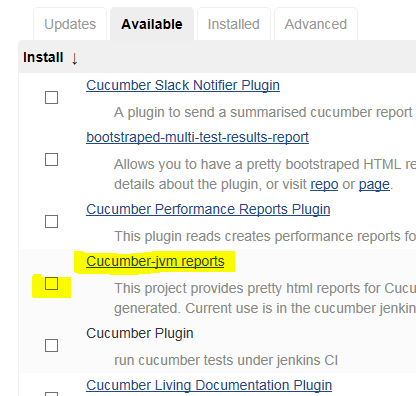 Updates Available Installed Advanced
Install ↓
Cucumber Slack Notifier Plugin
A plugin to send a summarised cucumber report
bootstraped-multi-test-results-report
Allows you to have a pretty bootstraped HTML re
details about the plugin, or visit repo or page.
Cucumber Performance Reports Plugin
This plugin reads creates performance reports fo
Cucumber-jvm reports
This project provides pretty html reports for Cucu
generated. Current use is in the cucumber jenkin
Cucumber Plugin
run cucumber tests under jenkins CI
Cucumber Living Documentation Plugin